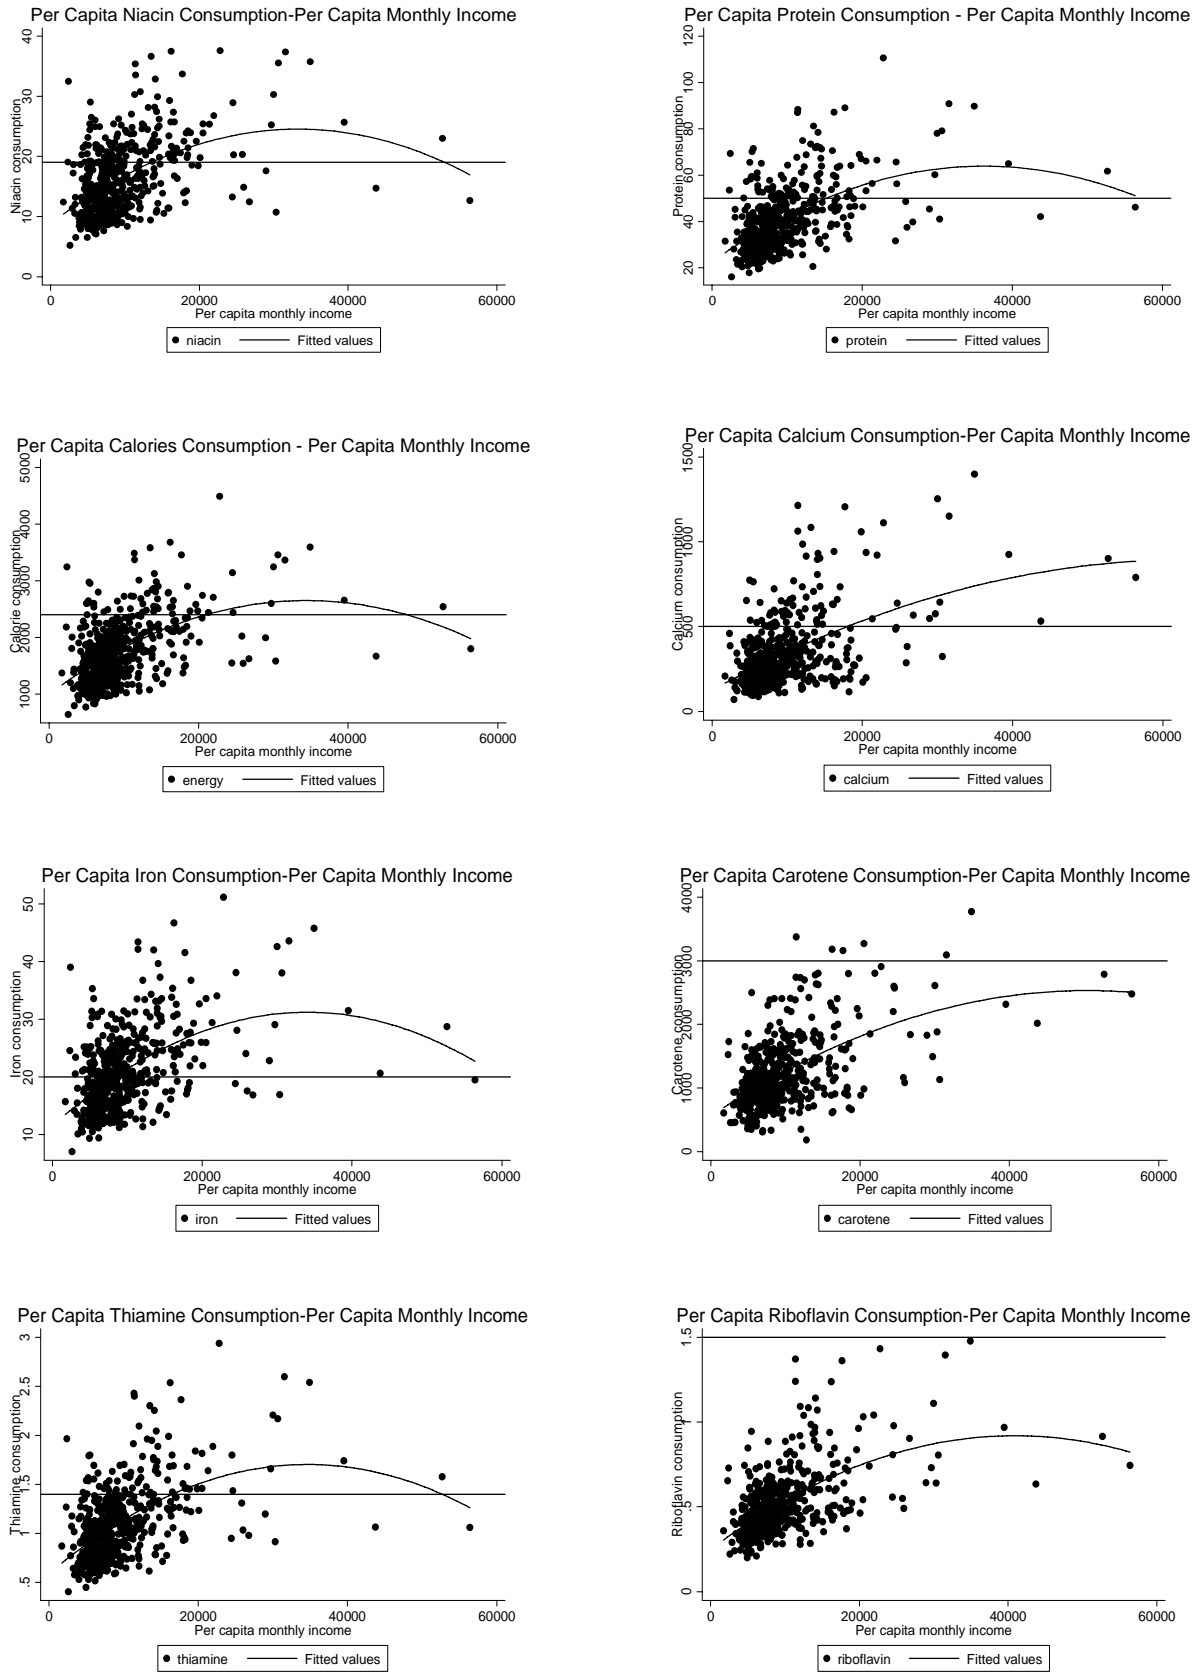 Per Capita Niacin Consumption-Per Capita Monthly Income
Niacin consumption
0 10 20 30 40
0 20000 40000 60000
Per capita monthly income
niacin Fitted values
Per Capita Protein Consumption - Per Capita Monthly Income
Protein consumption
20 40 60 80 100 120
0 20000 40000 60000
Per capita monthly income
protein Fitted values
Per Capita Calories Consumption - Per Capita Monthly Income
Calorie consumption
1000 2000 3000 4000 5000
0 20000 40000 60000
Per capita monthly income
energy Fitted values
Per Capita Calcium Consumption-Per Capita Monthly Income
Calcium consumption
0 500 1000 1500
0 20000 40000 60000
Per capita monthly income
calcium Fitted values
Per Capita Iron Consumption-Per Capita Monthly Income
Iron consumption
10 20 30 40 50
0 20000 40000 60000
Per capita monthly income
iron Fitted values
Per Capita Carotene Consumption-Per Capita Monthly Income
Carotene consumption
0 1000 2000 3000 4000
0 20000 40000 60000
Per capita monthly income
carotene Fitted values
Per Capita Thiamine Consumption-Per Capita Monthly Income
Thiamine consumption
.5 1 1.5 2 2.5 3
0 20000 40000 60000
Per capita monthly income
thiamine Fitted values
Per Capita Riboflavin Consumption-Per Capita Monthly Income
Riboflavin consumption
0 .5 1 1.5
0 20000 40000 60000
Per capita monthly income
riboflavin Fitted values